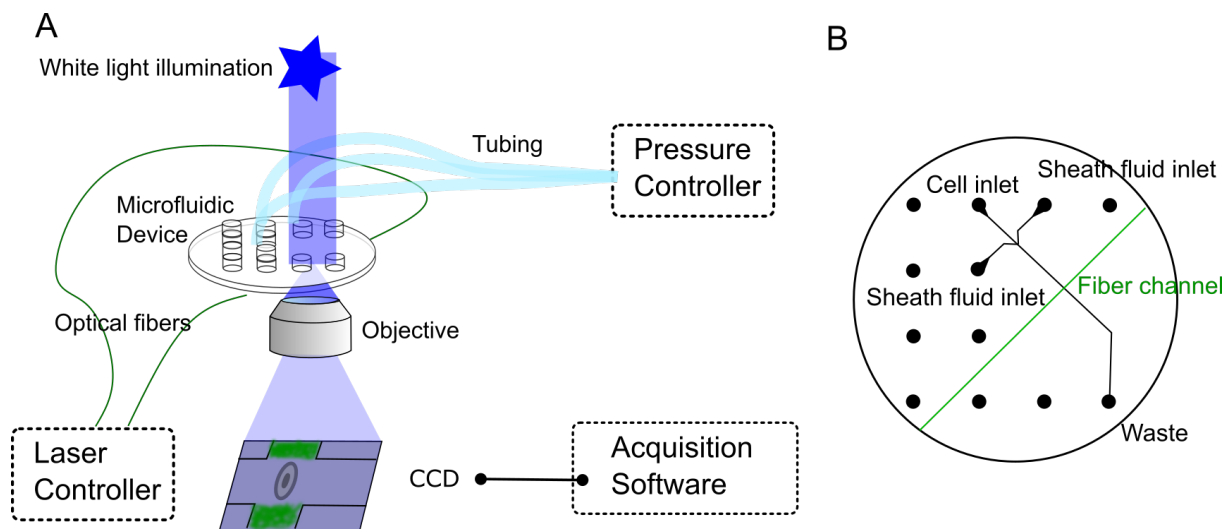 A
White light illumination
Tubing
Pressure
Controller
Microfluidic
Device
Optical fibers
Objective
Laser
Controller
CCD
Acquisition
Software
B
Sheath fluid inlet
Cell inlet
Fiber channel
Sheath fluid inlet
Waste